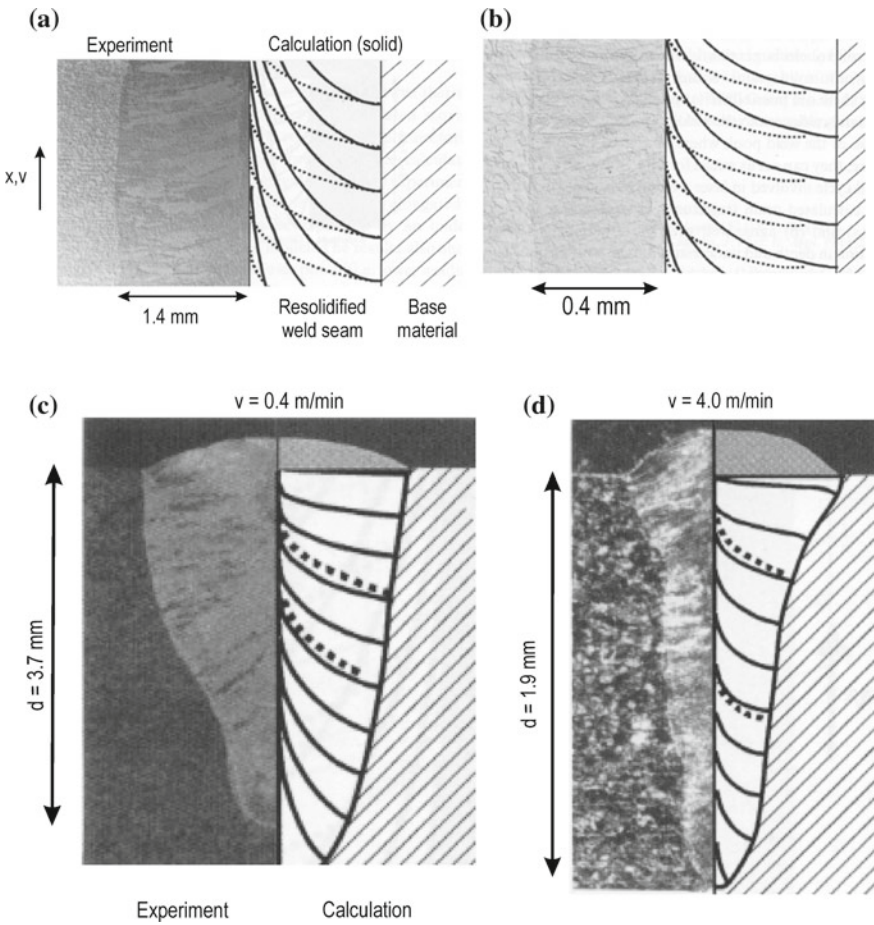 (a)
Experiment
Calculation (solid)
x,v
1.4 mm
Resolidified
weld seam
Base
material
(b)
0.4 mm
(c)
v = 0.4 m/min
d = 3.7 mm
Experiment
Calculation
(d)
v = 4.0 m/min
d = 1.9 mm